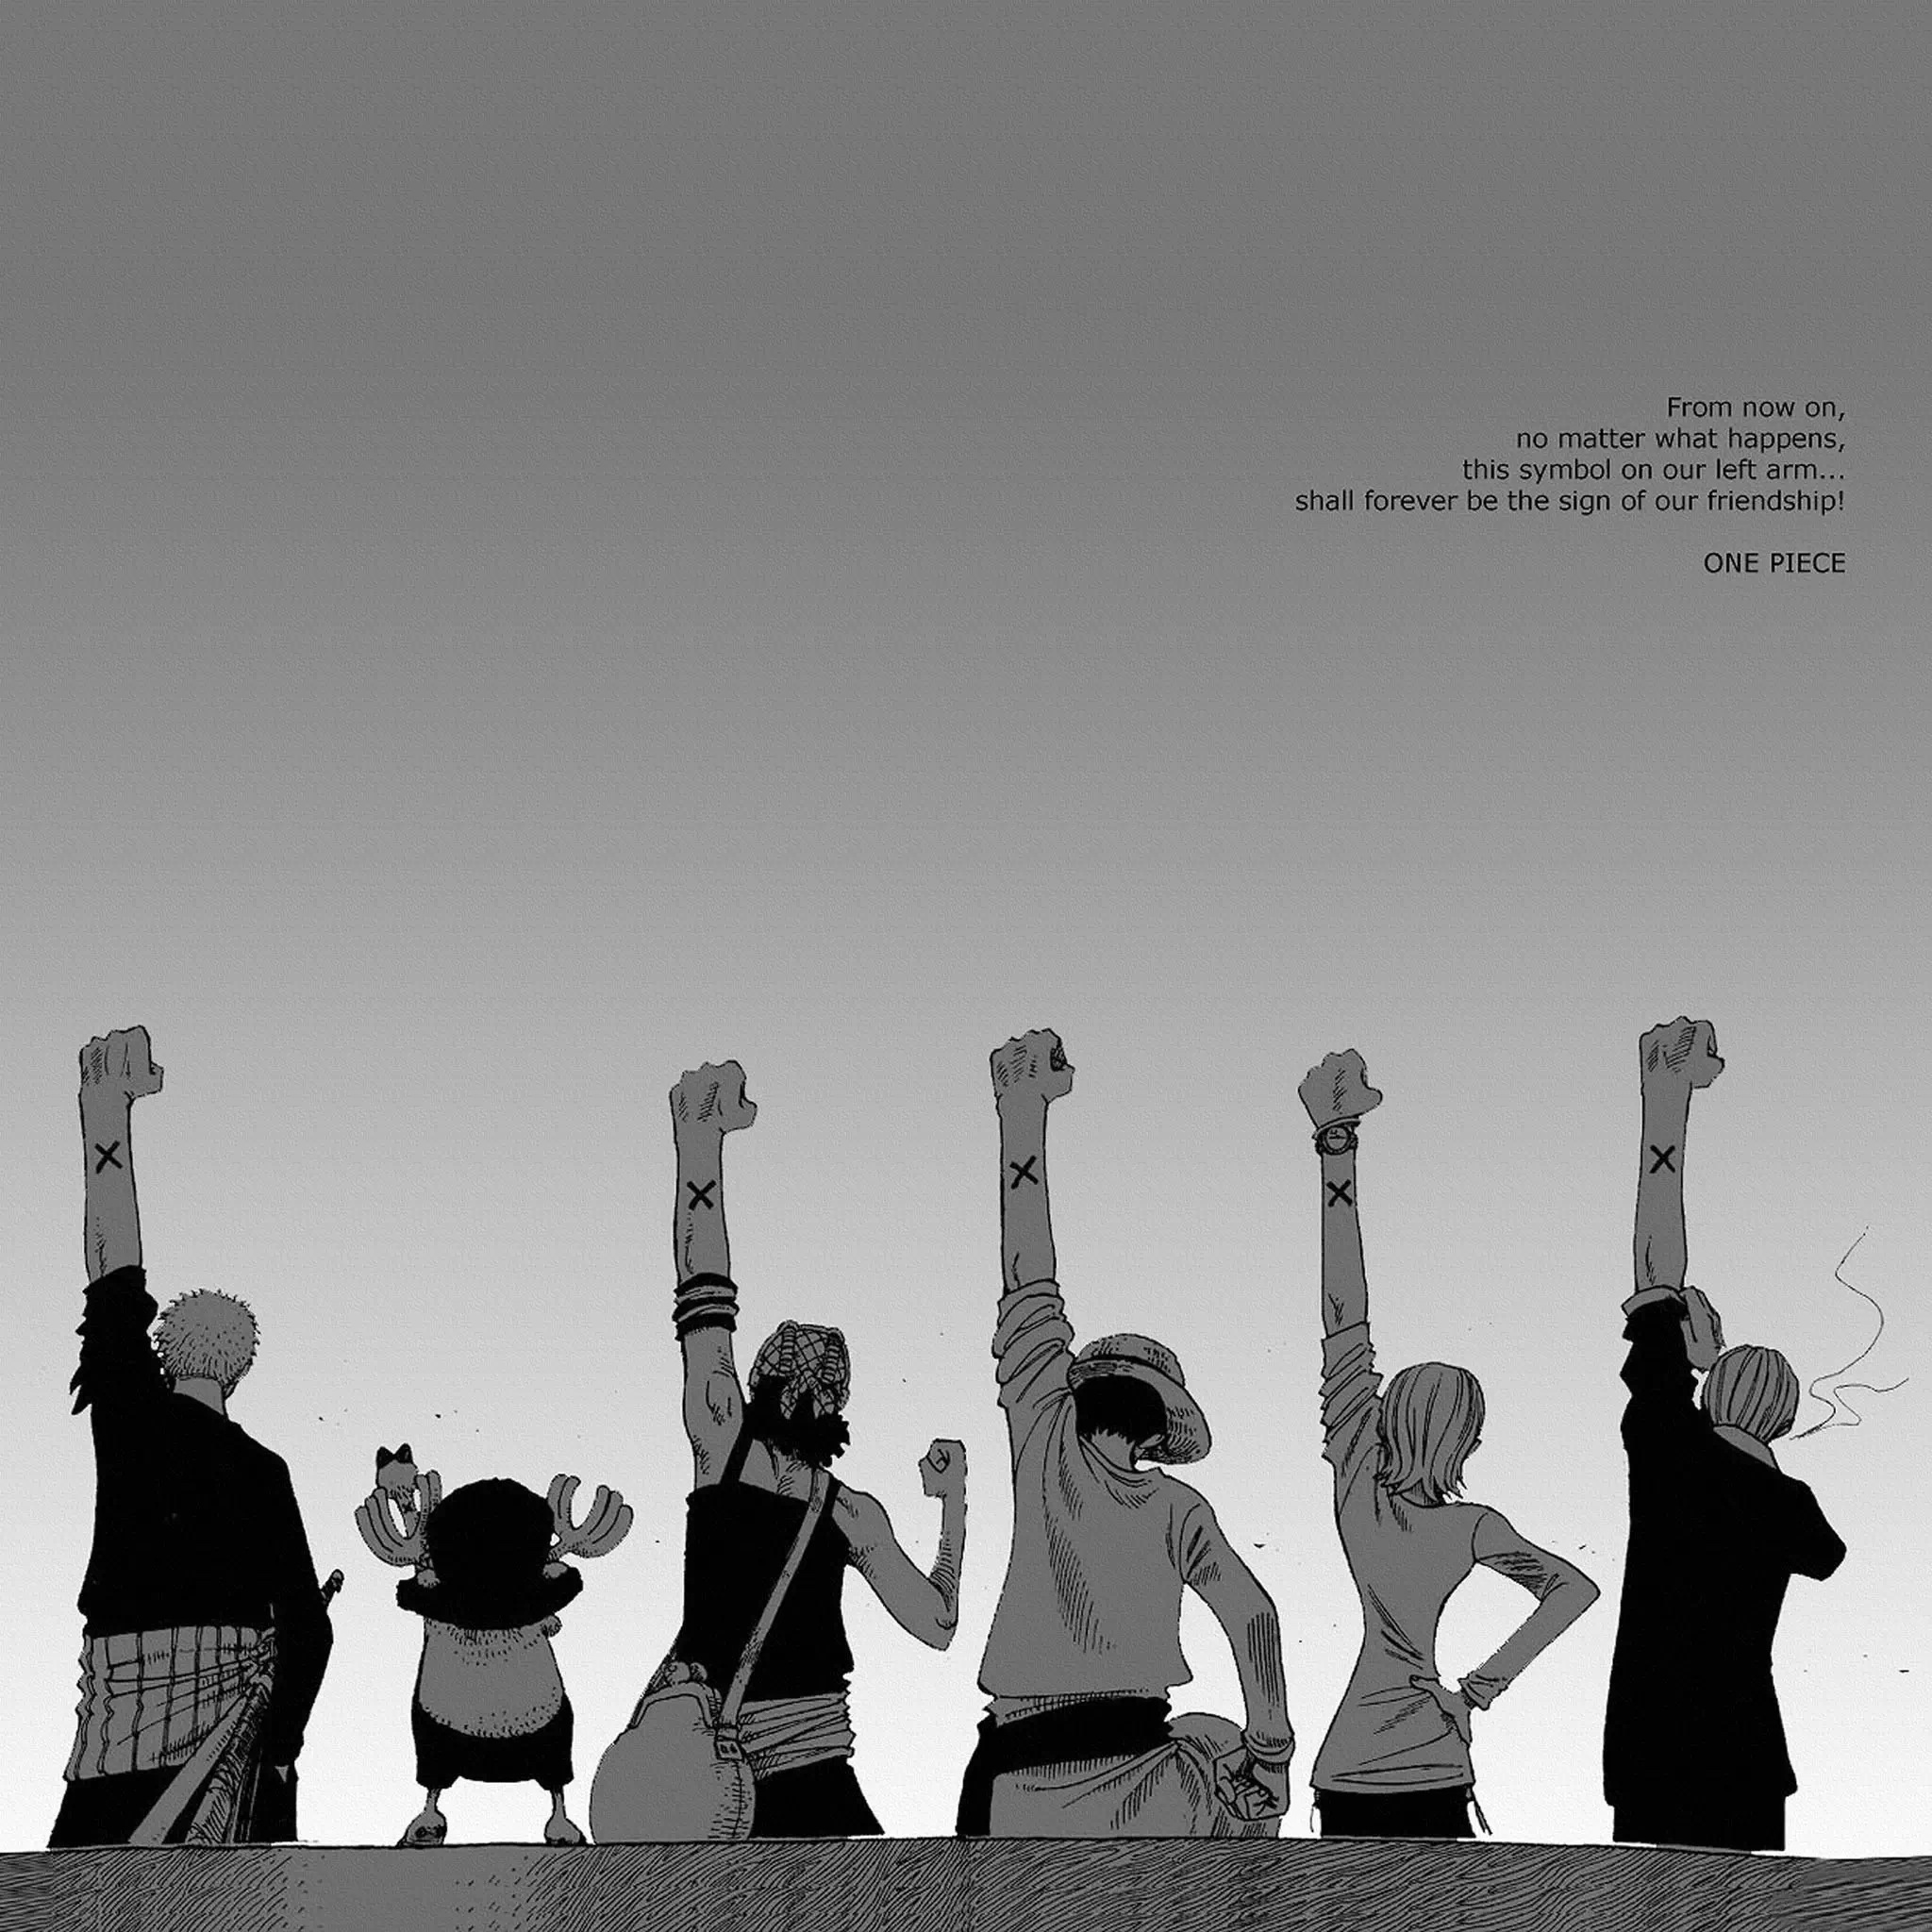 From now on,
no matter what happens,
this symbol on our left arm...
shall forever be the sign of our friendship!
ONE PIECE